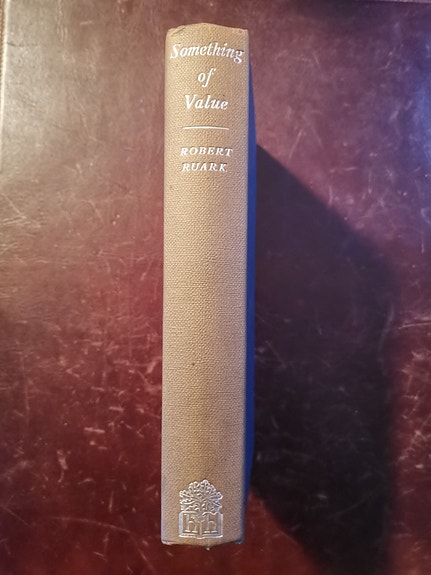 Something
of
Value
ROBERT
RUARK
h h